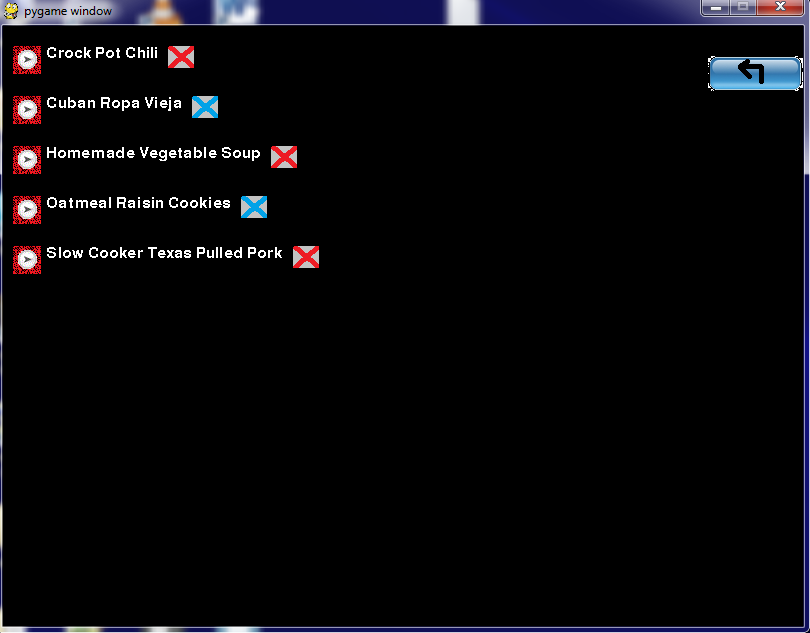 pygame window
Crock Pot Chili
Cuban Ropa Vieja
Homemade Vegetable Soup
Oatmeal Raisin Cookies
Slow Cooker Texas Pulled Pork